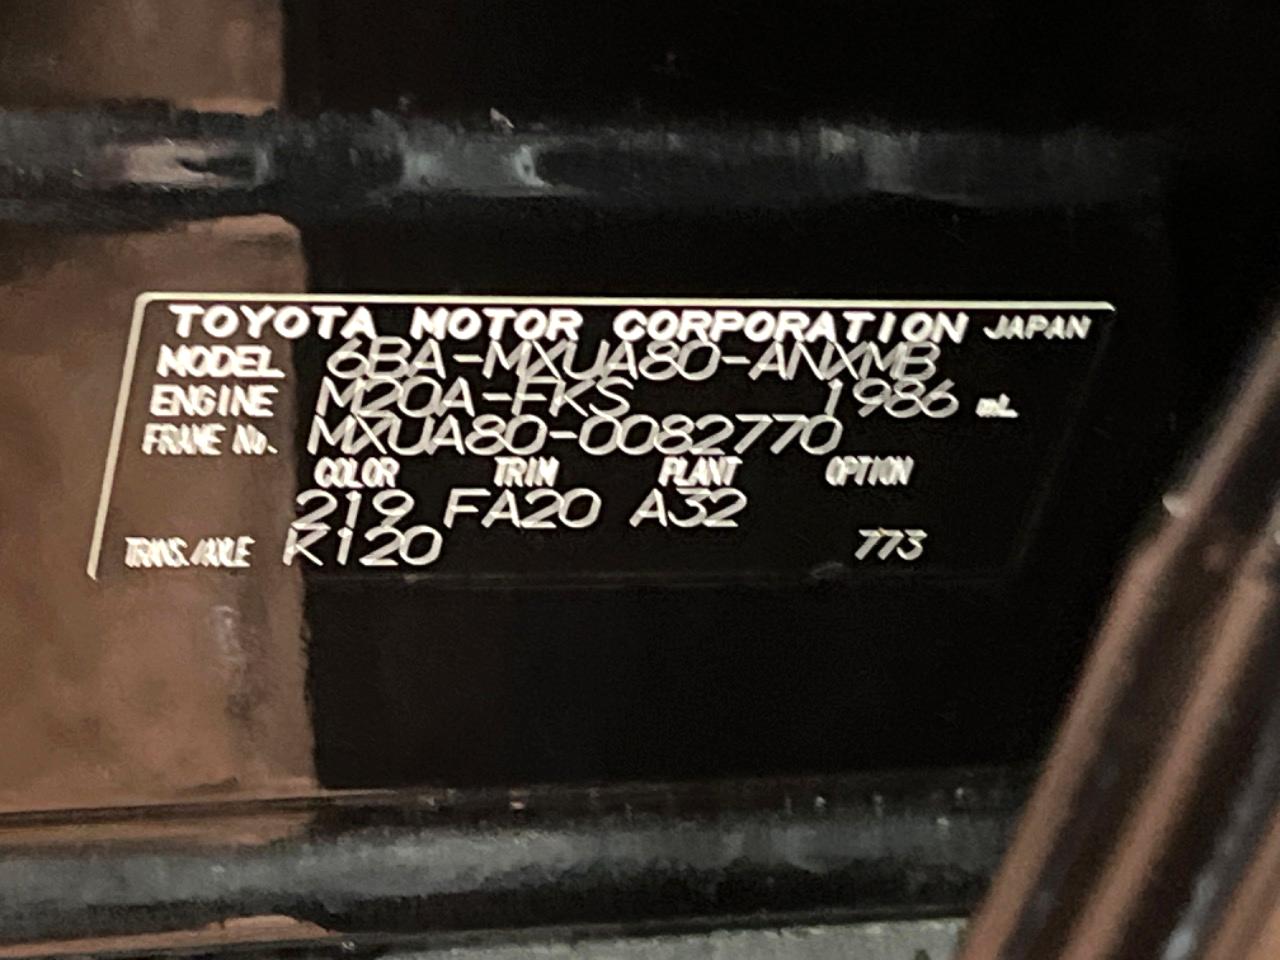 TOYOTA MOTOR CORPORATION JAPAN
MODEL 6BA-MXUA80-ANXMB
ENGINE M20A-FKS 1986 mL
FRAME No. MXUA80-0082770
COLOR TRIM PLANT OPTION
219 FA20 A32
TRANS./AXLE K120 773